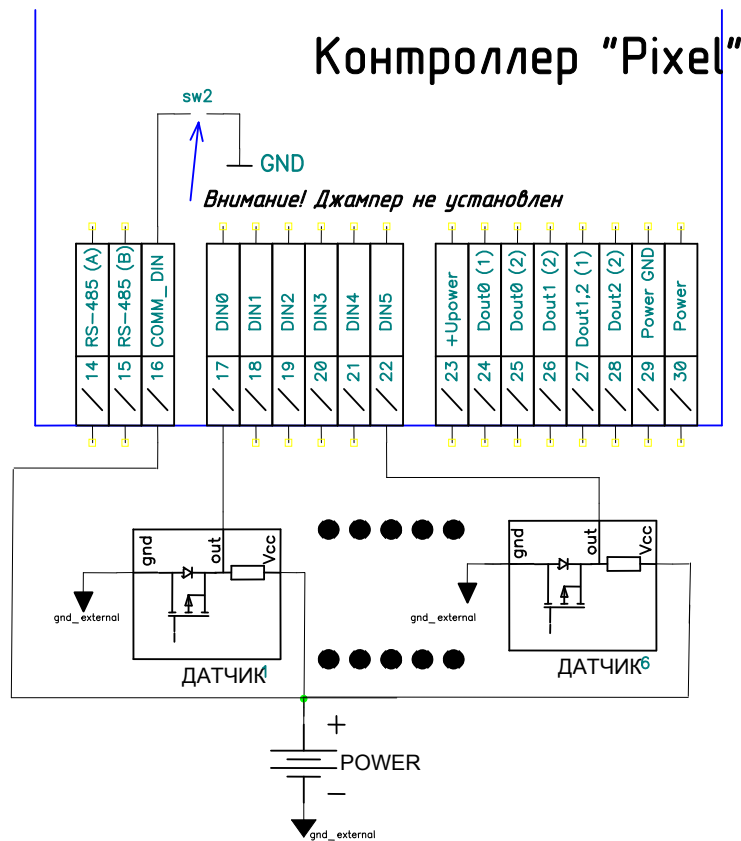 Контроллер "Pixel"
sw2
GND
Внимание! Джампер не установлен
RS-485 (A)
RS-485 (B)
COMM_DIN
DIN0
DIN1
DIN2
DIN3
DIN4
DIN5
+Upower
Dout0 (1)
Dout0 (2)
Dout1 (2)
Dout1,2 (1)
Dout2 (2)
Power GND
Power
14
15
16
17
18
19
20
21
22
23
24
25
26
27
28
29
30
gnd
out
Vcc
gnd
out
Vcc
gnd_external
gnd_external
ДАТЧИК1
ДАТЧИК6
+
POWER
−
gnd_external